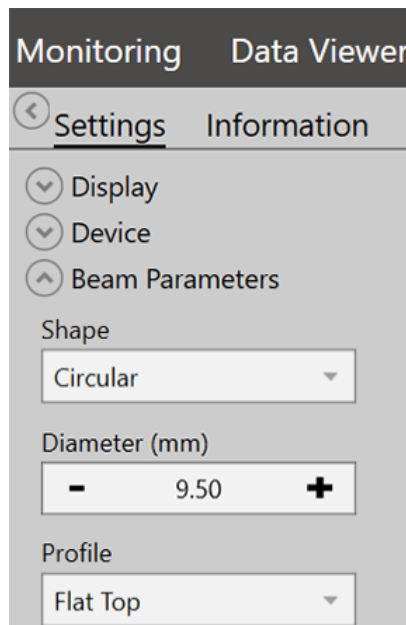 Monitoring Data Viewer
Settings Information
Display
Device
Beam Parameters
Shape
Circular
Diameter (mm)
- 9.50 +
Profile
Flat Top